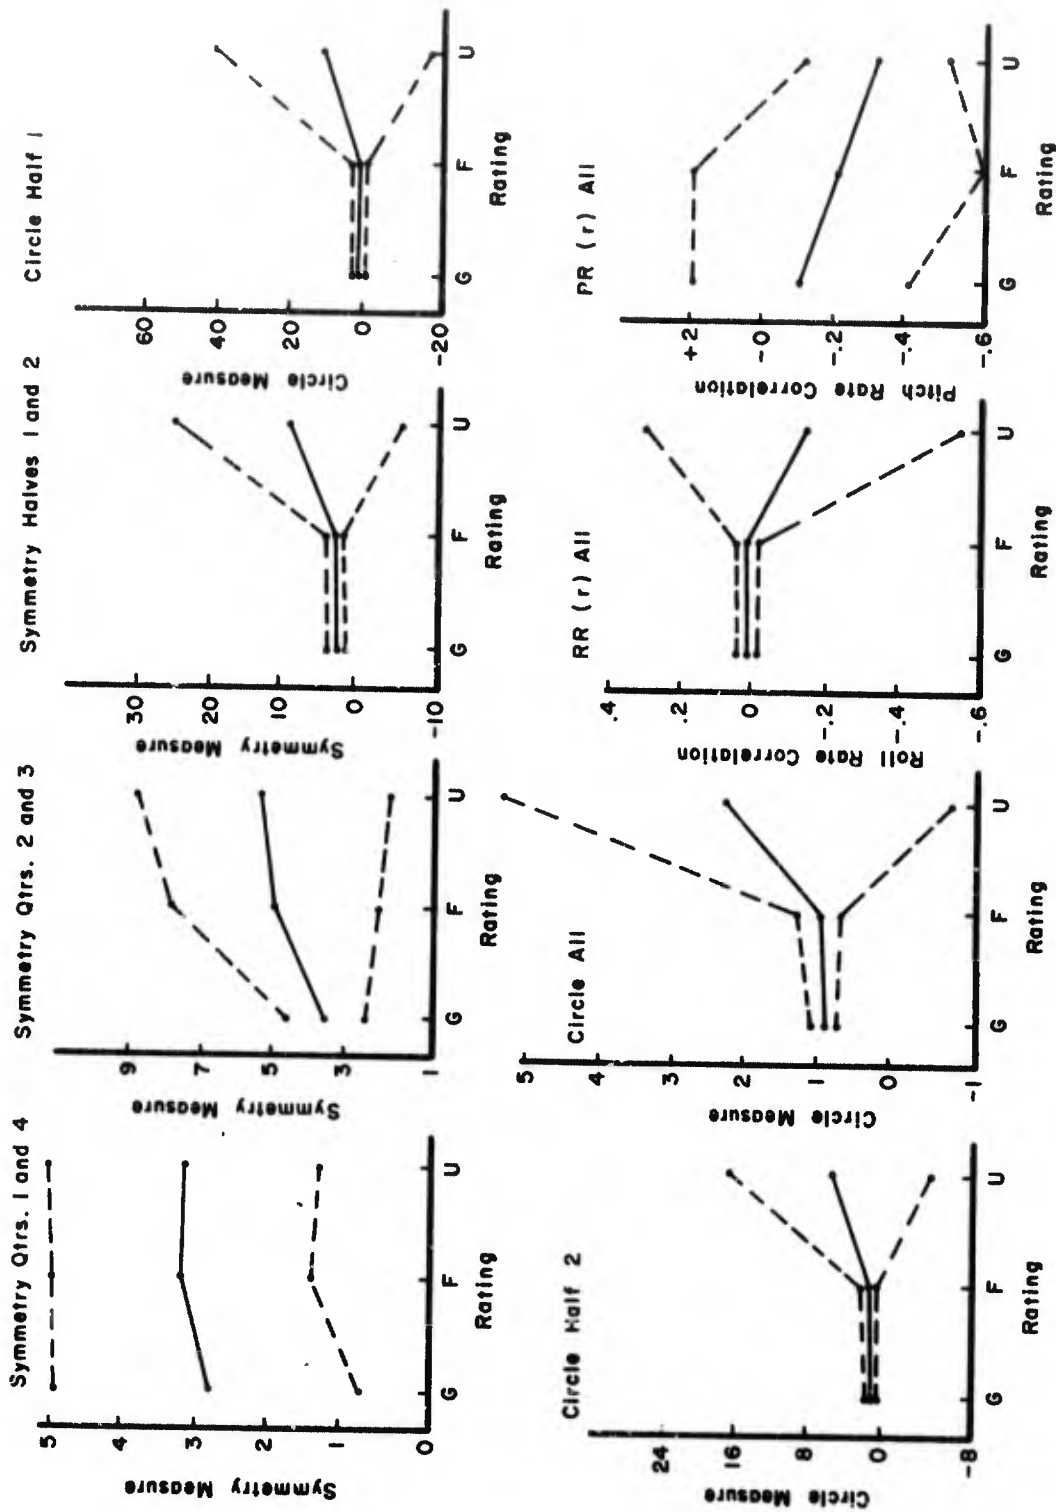 Symmetry Qtrs. 1 and 4
Symmetry Measure
5
4
3
2
1
0
G
F
U
Rating
Symmetry Qtrs. 2 and 3
Symmetry Measure
9
7
5
3
1
G
F
U
Rating
Symmetry Halves 1 and 2
Symmetry Measure
30
20
10
0
-10
G
F
U
Rating
Circle Half 1
Circle Measure
60
40
20
0
-20
G
F
U
Rating
Circle Half 2
Circle Measure
24
16
8
0
-8
G
F
U
Rating
Circle All
Circle Measure
5
4
3
2
1
0
-1
G
F
U
Rating
RR (r) All
Roll Rate Correlation
.4
.2
.0
-.2
-.4
-.6
G
F
U
Rating
PR (r) All
Pitch Rate Correlation
+2
-0
-.2
-.4
-.6
G
F
U
Rating